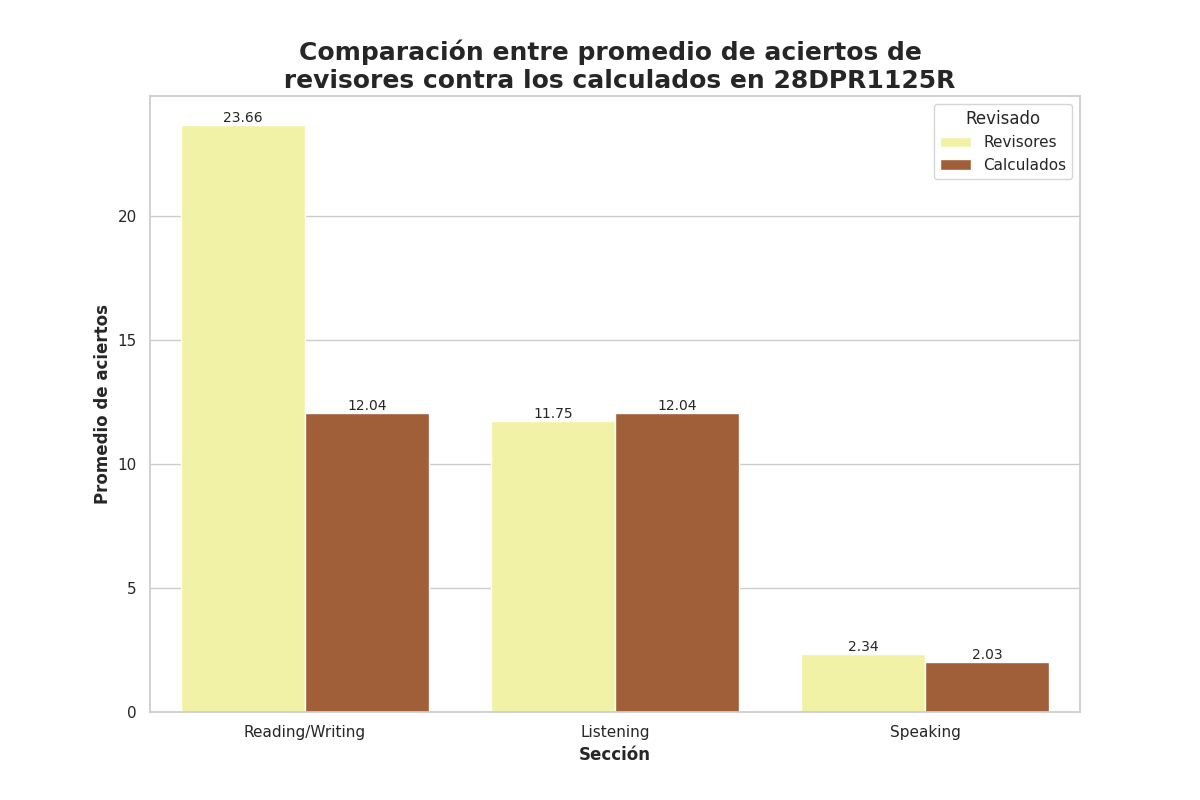 Comparación entre promedio de aciertos de
revisores contra los calculados en 28DPR1125R
Revisado
Revisores
Calculados
Promedio de aciertos
20
15
10
5
0
23.66
12.04
11.75
12.04
2.34
2.03
Reading/Writing
Listening
Speaking
Sección